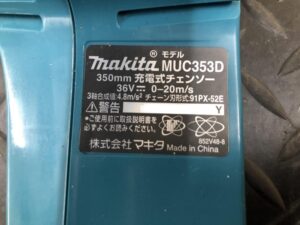 makita® モデル MUC353D
350mm 充電式チェンソー
36V⎓ 0-20m/s
3軸合成値:4.8m/s² チェーン刃形式:91PX-52E
⚠警告 Y
●ご使用前に取扱説明書を
必ずよくお読みください。
852V48-8
株式会社マキタ Made in China